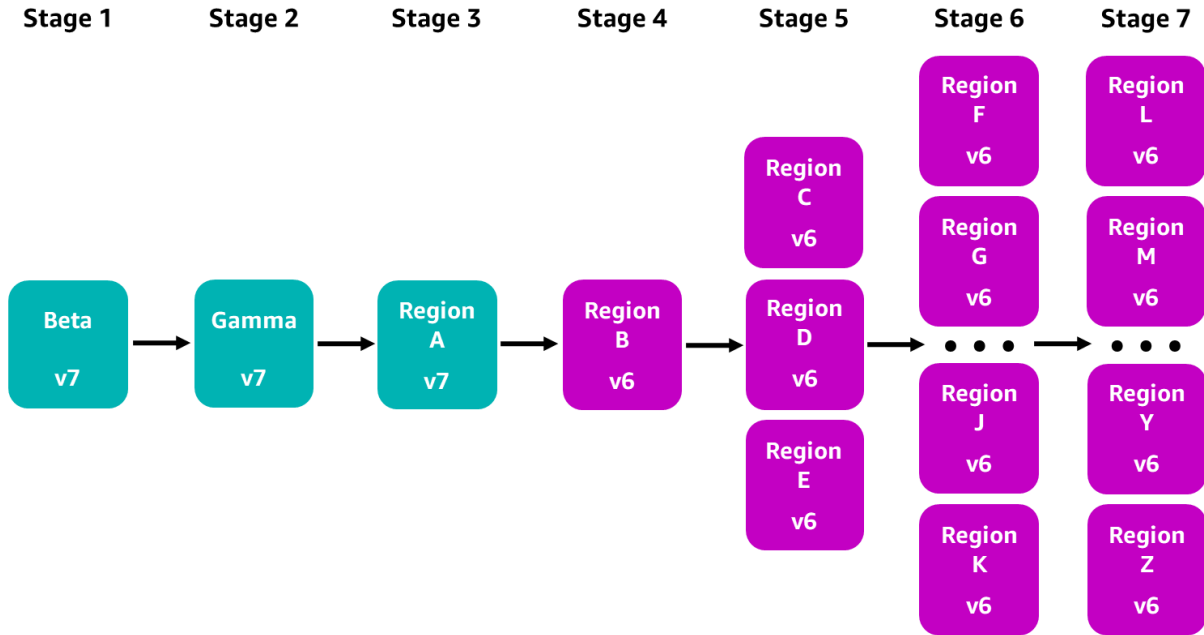 Stage 1
Stage 2
Stage 3
Stage 4
Stage 5
Stage 6
Stage 7
Beta
v7
Gamma
v7
Region
A
v7
Region
B
v6
Region
C
v6
Region
D
v6
Region
E
v6
Region
F
v6
Region
G
v6
• • •
Region
J
v6
Region
K
v6
Region
L
v6
Region
M
v6
• • •
Region
Y
v6
Region
Z
v6